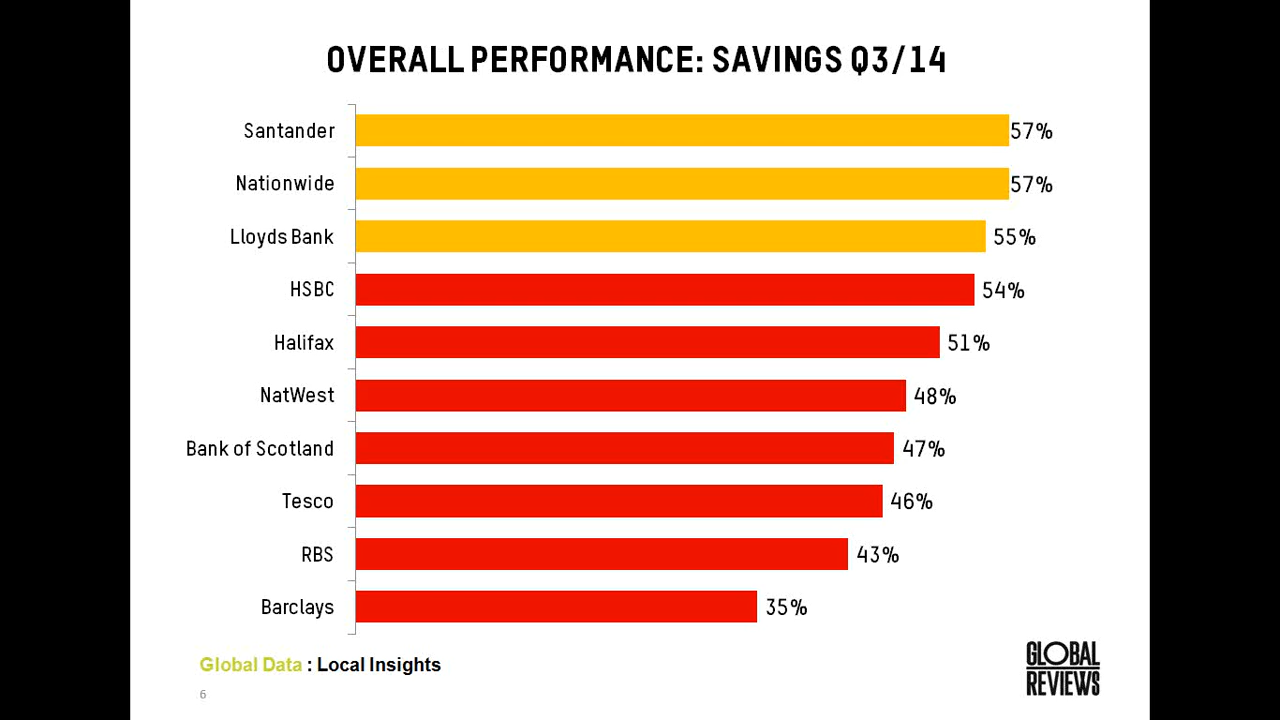 OVERALL PERFORMANCE: SAVINGS Q3/14
Santander 57%
Nationwide 57%
Lloyds Bank 55%
HSBC 54%
Halifax 51%
NatWest 48%
Bank of Scotland 47%
Tesco 46%
RBS 43%
Barclays 35%
Global Data : Local Insights
6
GLOBAL
REVIEWS